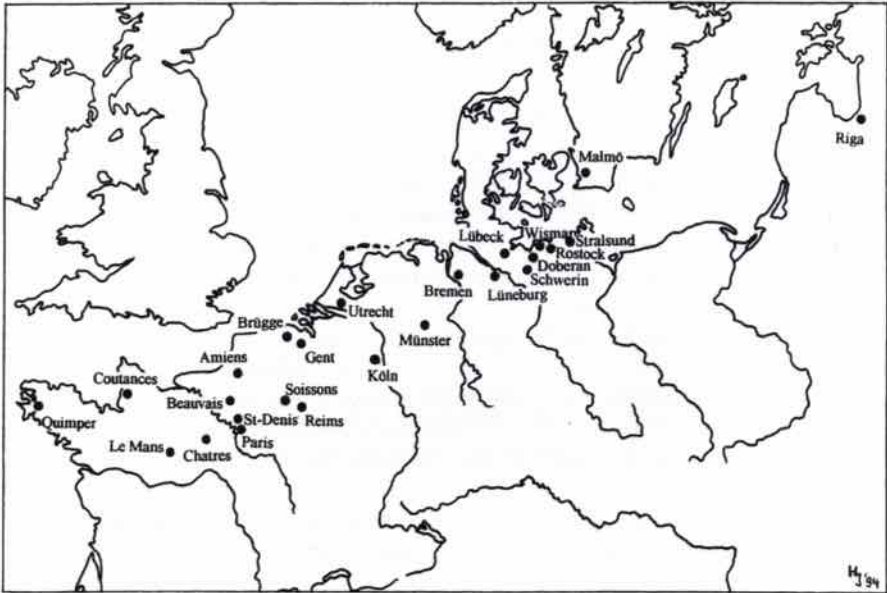 Riga
Malmö
Lübeck
Wismar
Stralsund
Rostock
Doberan
Schwerin
Bremen
Lüneburg
Utrecht
Brügge
Münster
Gent
Amiens
Köln
Coutances
Soissons
Beauvais
Quimper
St-Denis
Reims
Paris
Le Mans
Chatres
HJ '94